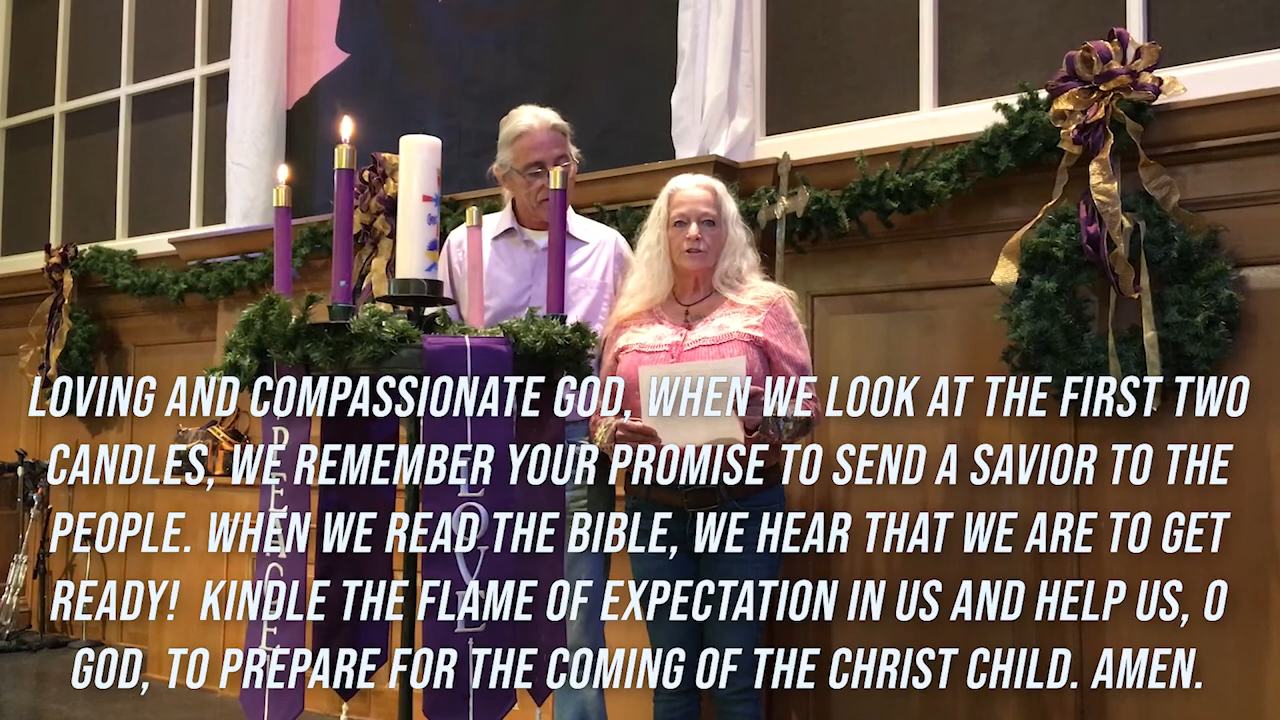 LOVING AND COMPASSIONATE GOD, WHEN WE LOOK AT THE FIRST TWO
CANDLES, WE REMEMBER YOUR PROMISE TO SEND A SAVIOR TO THE
PEOPLE. WHEN WE READ THE BIBLE, WE HEAR THAT WE ARE TO GET
READY! KINDLE THE FLAME OF EXPECTATION IN US AND HELP US, O
GOD, TO PREPARE FOR THE COMING OF THE CHRIST CHILD. AMEN.
PEACE
LOVE